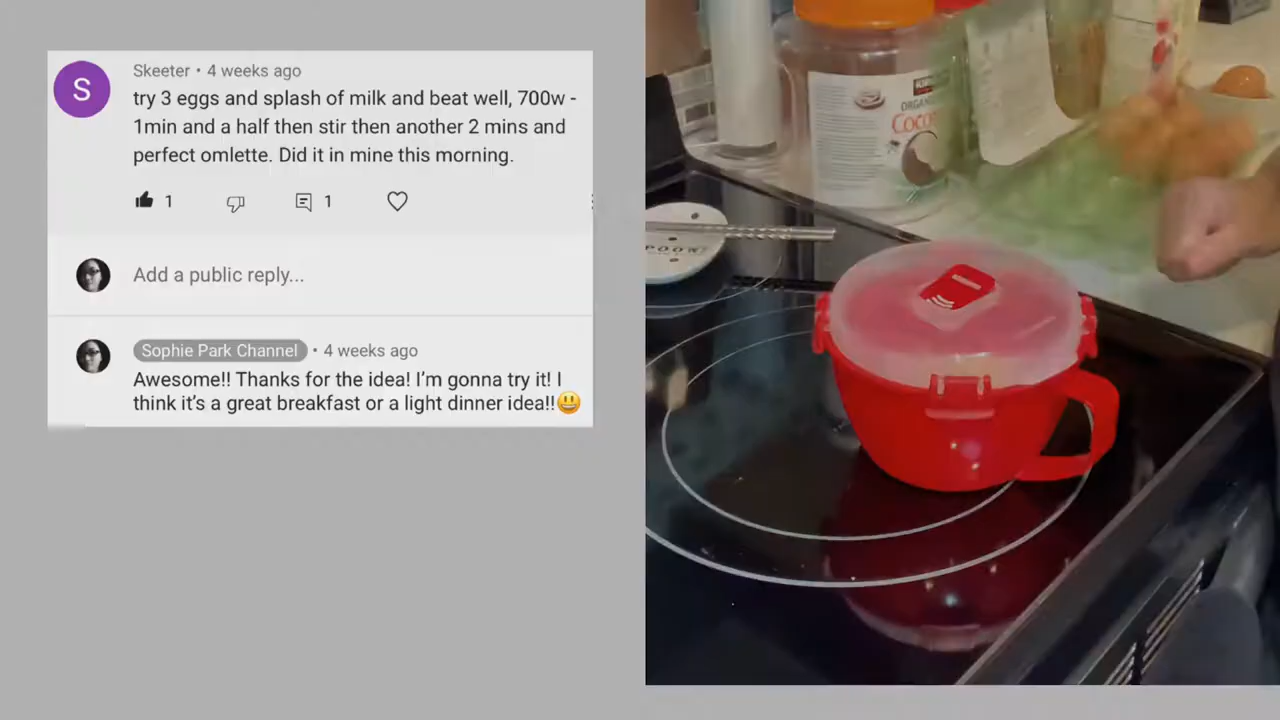 Skeeter • 4 weeks ago
try 3 eggs and splash of milk and beat well, 700w -
1min and a half then stir then another 2 mins and
perfect omlette. Did it in mine this morning.
1
1
Add a public reply...
Sophie Park Channel • 4 weeks ago
Awesome!! Thanks for the idea! I'm gonna try it! I
think it's a great breakfast or a light dinner idea!!😃
S
ORGANIC